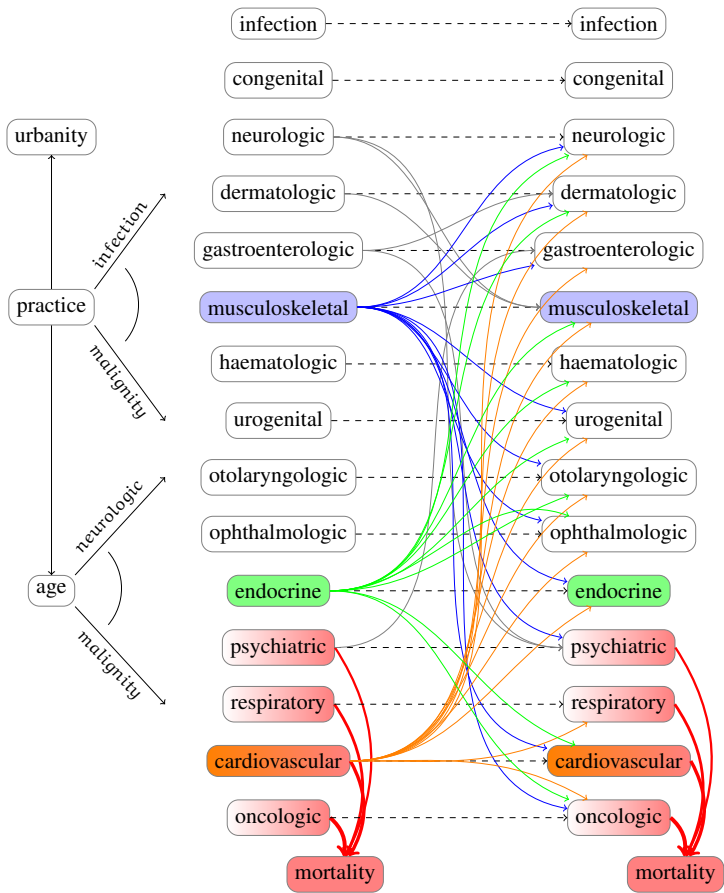 infection infection
congenital congenital
urbanity neurologic neurologic
dermatologic dermatologic
infection
gastroenterologic gastroenterologic
practice musculoskeletal musculoskeletal
malignity
haematologic haematologic
urogenital urogenital
otolaryngologic otolaryngologic
neurologic
ophthalmologic ophthalmologic
age endocrine endocrine
malignity
psychiatric psychiatric
respiratory respiratory
cardiovascular cardiovascular
oncologic oncologic
mortality mortality